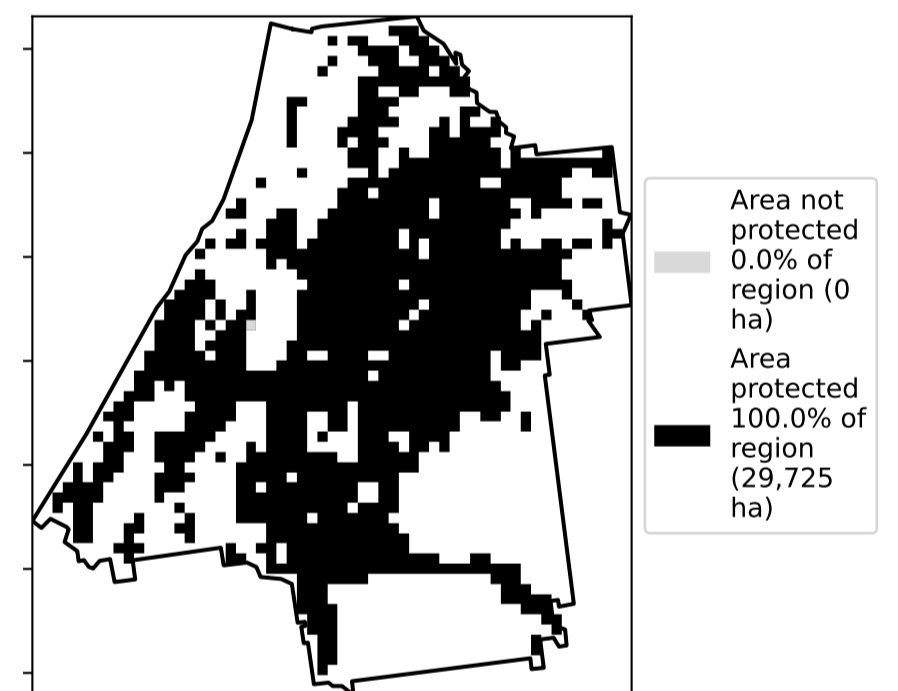 Area not
protected
0.0% of
region (0
ha)
Area
protected
100.0% of
region
(29,725
ha)